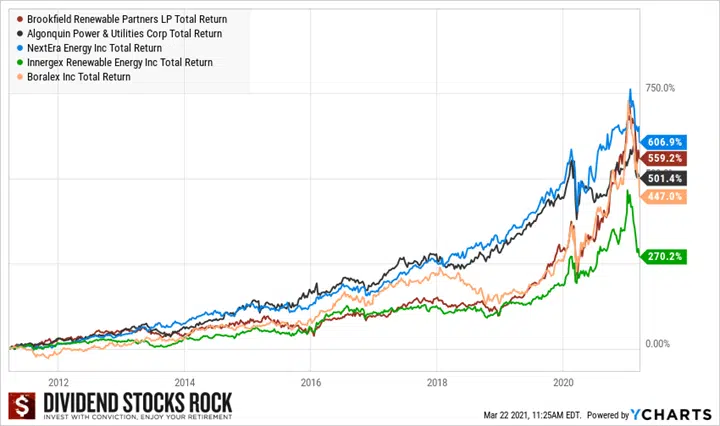 Brookfield Renewable Partners LP Total Return
Algonquin Power & Utilities Corp Total Return
NextEra Energy Inc Total Return
Innergex Renewable Energy Inc Total Return
Boralex Inc Total Return
750.0%
606.9%
559.2%
501.4%
447.0%
270.2%
0.00%
2012 2014 2016 2018 2020
$ DIVIDEND STOCKS ROCK
INVEST WITH CONVICTION, ENJOY YOUR RETIREMENT
Mar 22 2021, 11:25AM EDT. Powered by YCHARTS